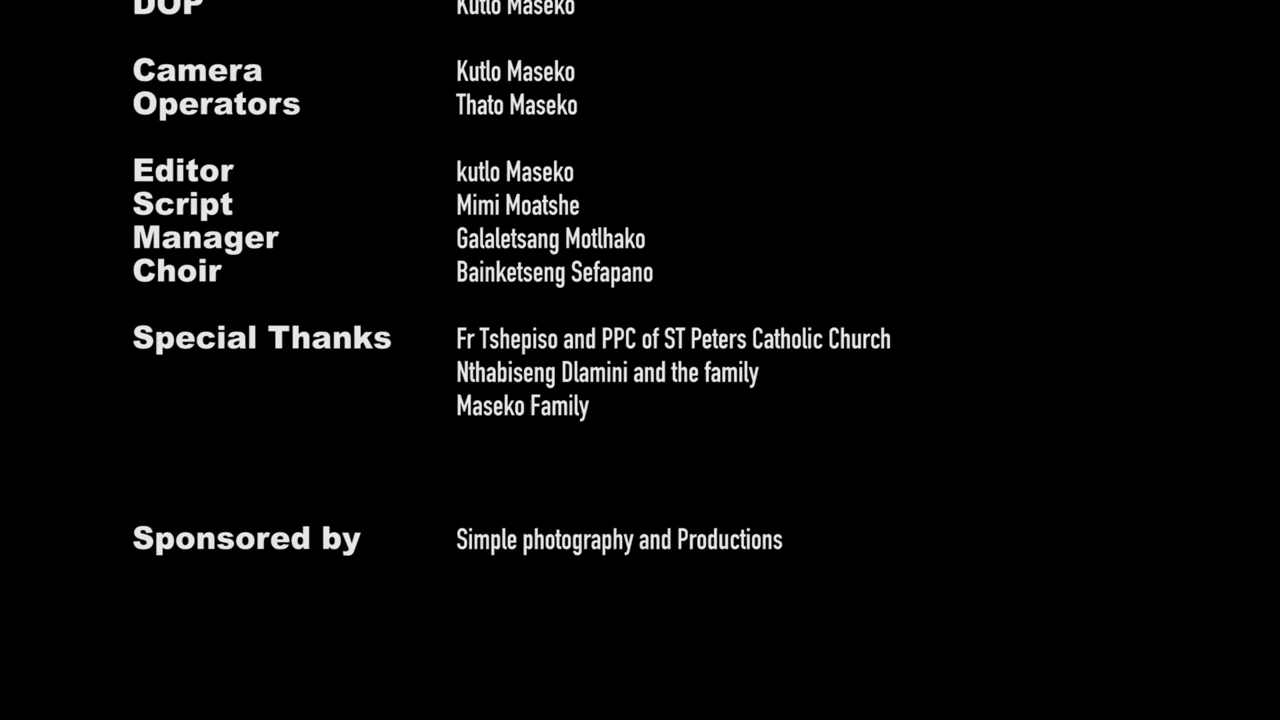 DOP Kutlo Maseko
Camera Kutlo Maseko
Operators Thato Maseko
Editor kutlo Maseko
Script Mimi Moatshe
Manager Galaletsang Motlhako
Choir Bainketseng Sefapano
Special Thanks Fr Tshepiso and PPC of ST Peters Catholic Church
Nthabiseng Dlamini and the family
Maseko Family
Sponsored by Simple photography and Productions